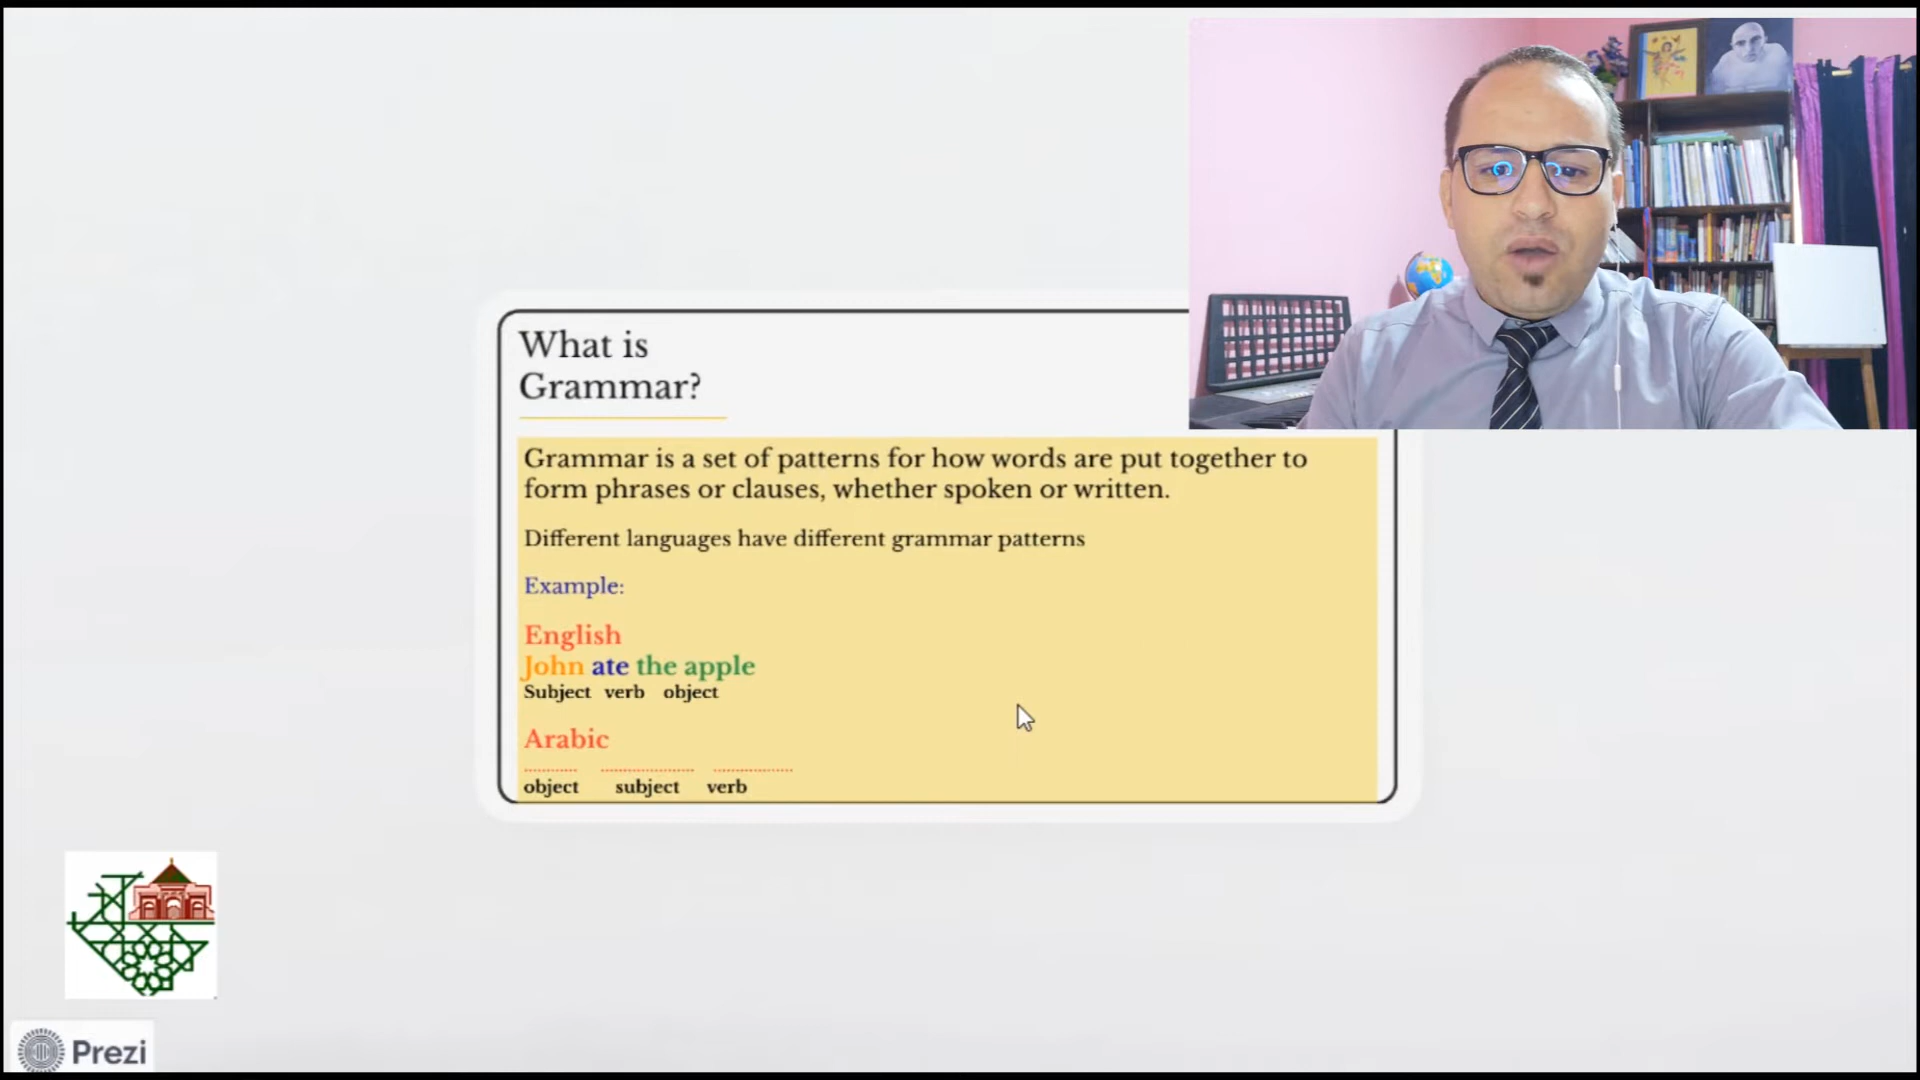 What is
Grammar?
Grammar is a set of patterns for how words are put together to
form phrases or clauses, whether spoken or written.
Different languages have different grammar patterns
Example:
English
John ate the apple
Subject verb object
Arabic
object subject verb
Prezi